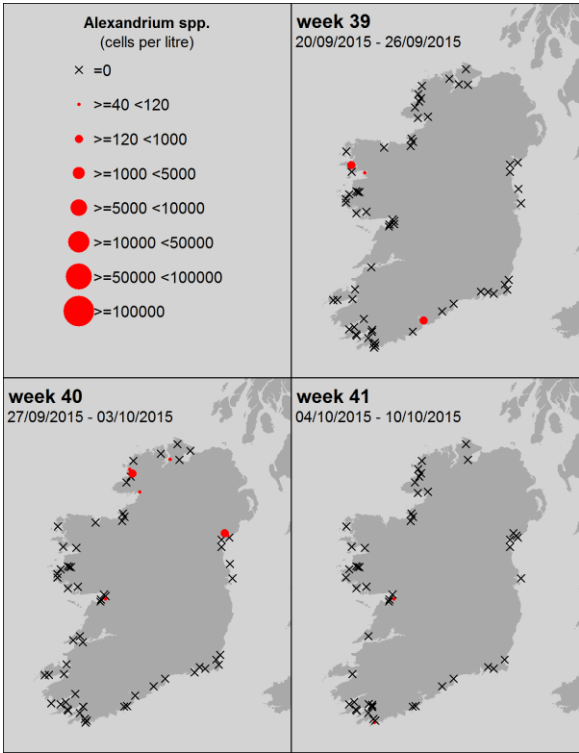 Alexandrium spp.
(cells per litre)
=0
>=40 <120
>=120 <1000
>=1000 <5000
>=5000 <10000
>=10000 <50000
>=50000 <100000
>=100000
week 39
20/09/2015 - 26/09/2015
week 40
27/09/2015 - 03/10/2015
week 41
04/10/2015 - 10/10/2015